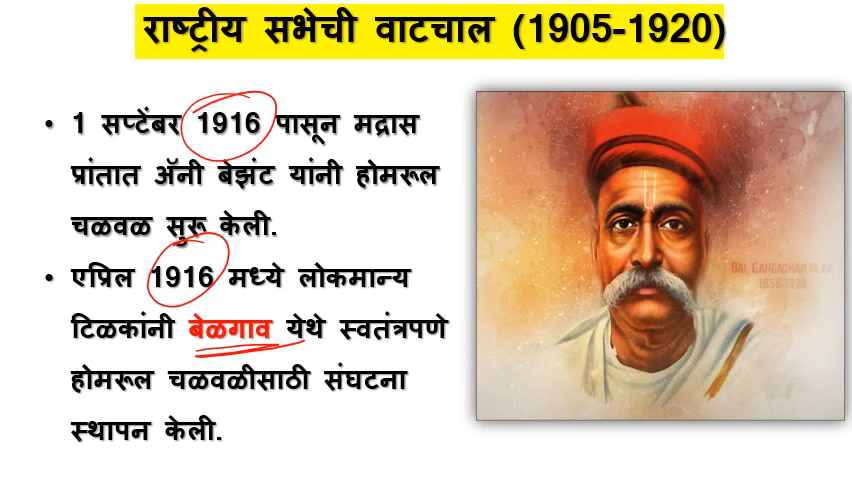 राष्ट्रीय सभेची वाटचाल (1905-1920)
• 1 सप्टेंबर 1916 पासून मद्रास
प्रांतात ॲनी बेझंट यांनी होमरूल
चळवळ सुरू केली.
• एप्रिल 1916 मध्ये लोकमान्य
टिळकांनी बेळगाव येथे स्वतंत्रपणे
होमरूल चळवळीसाठी संघटना
स्थापन केली.
BAL GANGADHAR TILAK
1856-1920